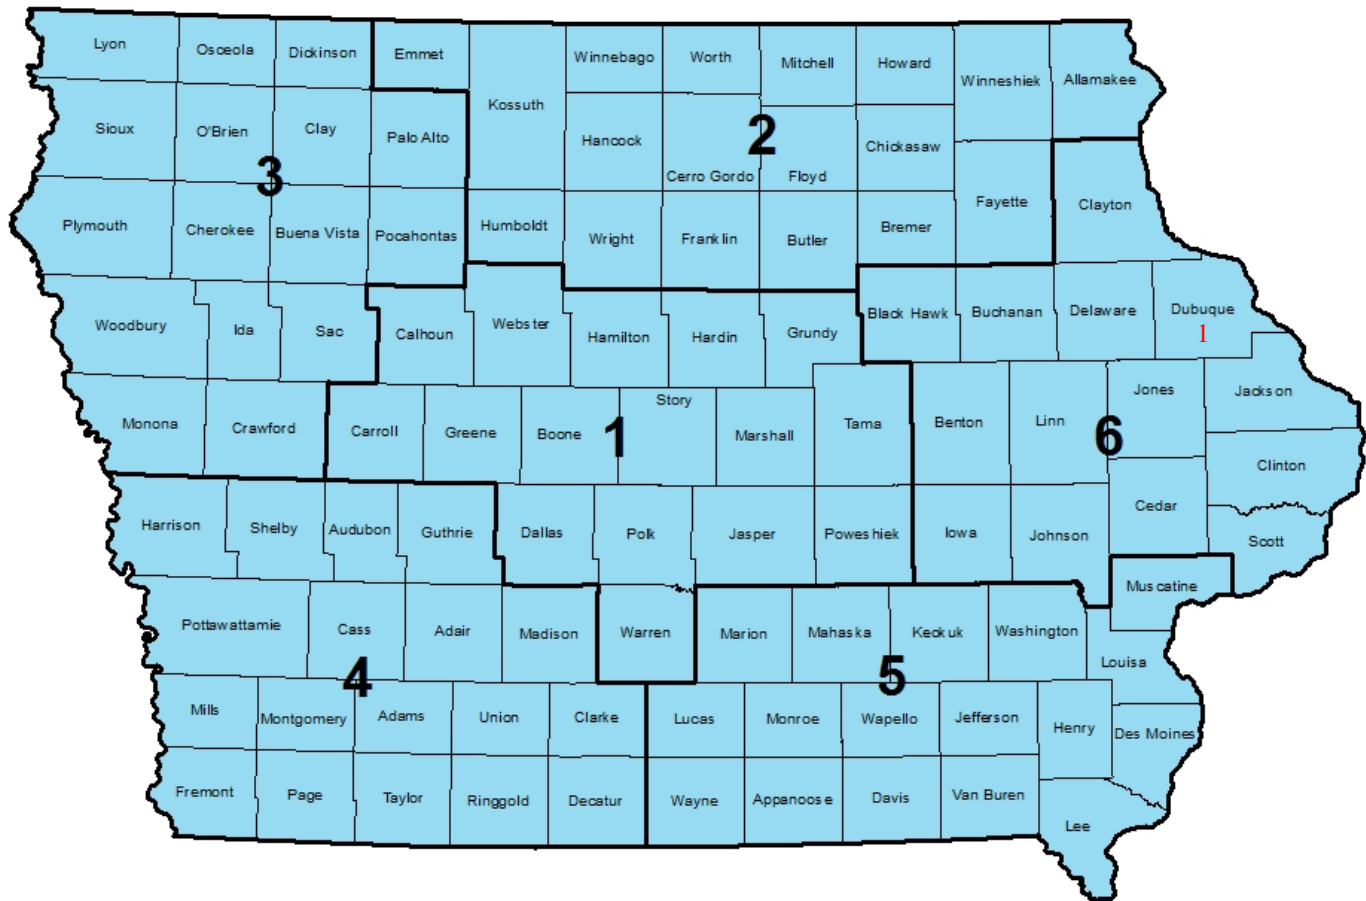 Lyon Osceola Dickinson Emmet Winnebago Worth Mitchell Howard Winneshiek Allamakee
Kossuth
Sioux O'Brien Clay Palo Alto Hancock 2 Chickasaw
3 Cerro Gordo Floyd
Plymouth Cherokee Buena Vista Pocahontas Humboldt Wright Franklin Butler Bremer Fayette Clayton
Woodbury Ida Sac Calhoun Webster Hamilton Hardin Grundy Black Hawk Buchanan Delaware Dubuque
1
Monona Crawford Carroll Greene Boone 1 Story Marshall Tama Benton Linn 6 Jones Jackson
Clinton
Harrison Shelby Audubon Guthrie Dallas Polk Jasper Poweshiek Iowa Johnson Cedar Scott
Muscatine
Pottawattamie Cass Adair Madison Warren Marion Mahaska Keokuk Washington
Louisa
4 5
Mills Montgomery Adams Union Clarke Lucas Monroe Wapello Jefferson Henry Des Moines
Fremont Page Taylor Ringgold Decatur Wayne Appanoose Davis Van Buren
Lee